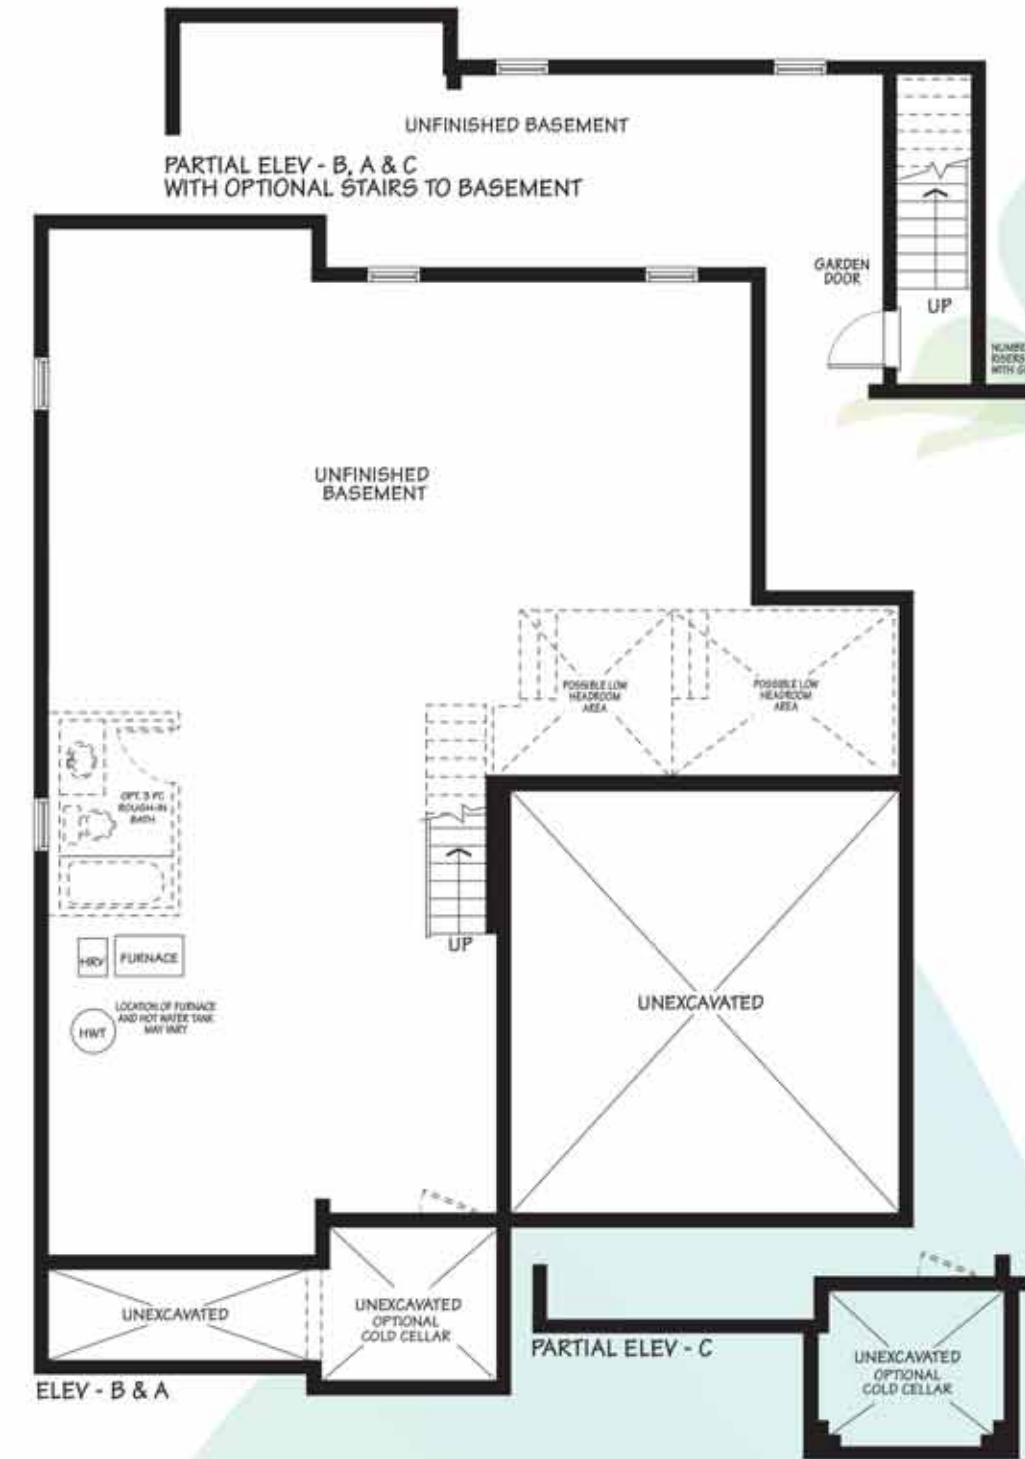 UNFINISHED BASEMENT
PARTIAL ELEV - B, A & C
WITH OPTIONAL STAIRS TO BASEMENT
GARDEN
DOOR
UP
UNFINISHED
BASEMENT
POSSIBLE LOW
HEADROOM
AREA
POSSIBLE LOW
HEADROOM
AREA
OPT. 3 PC
ROUGH-IN
BATH
UP
HRV
FURNACE
LOCATION OF FURNACE
AND HOT WATER TANK
MAY VARY
HWT
UNEXCAVATED
UNEXCAVATED
UNEXCAVATED
OPTIONAL
COLD CELLAR
ELEV - B & A
PARTIAL ELEV - C
UNEXCAVATED
OPTIONAL
COLD CELLAR